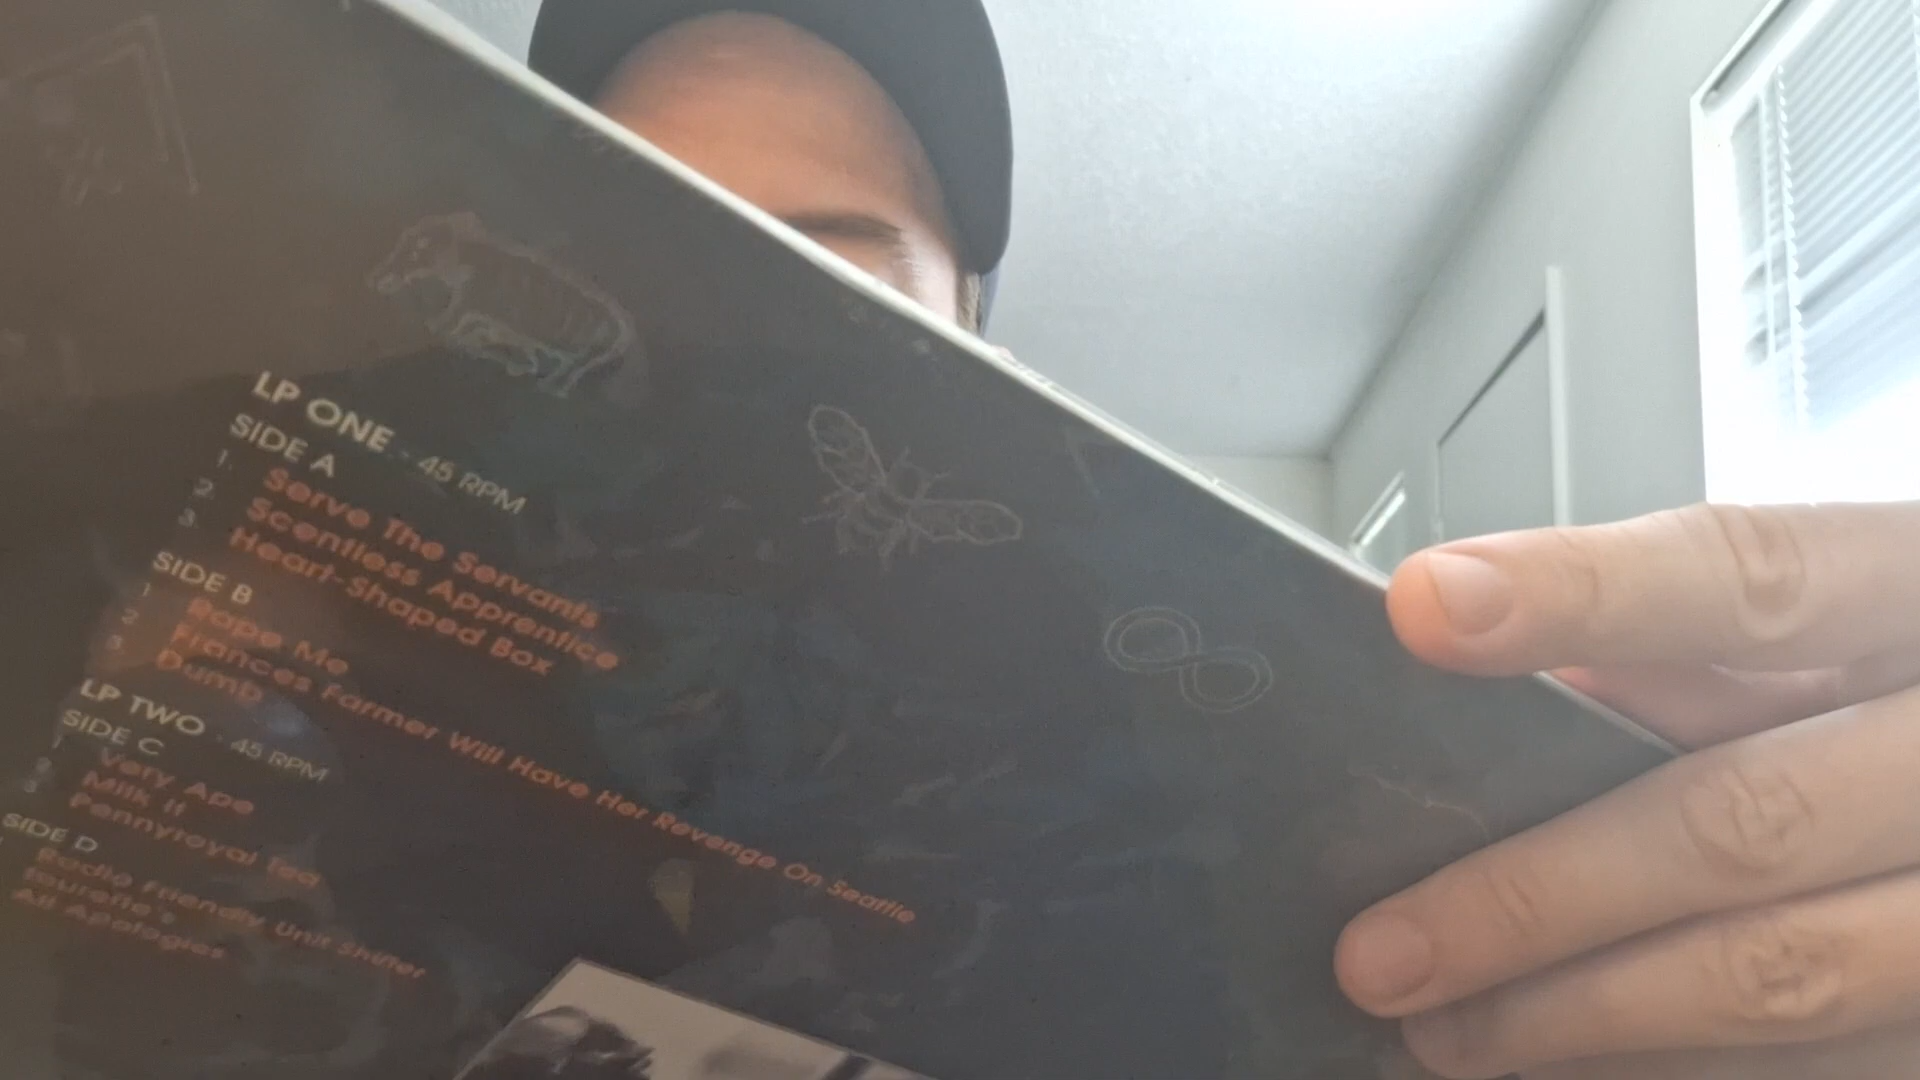 LP ONE - 45 RPM
SIDE A
1. Serve The Servants
2. Scentless Apprentice
3. Heart-Shaped Box
SIDE B
1 Rape Me
2 Frances Farmer Will Have Her Revenge On Seattle
3 Dump
LP TWO - 45 RPM
SIDE C
1 Very Ape
2 Milk It
3 Pennyroyal Tea
SIDE D
Radio Friendly Unit Shifter
tourette's
All Apologies